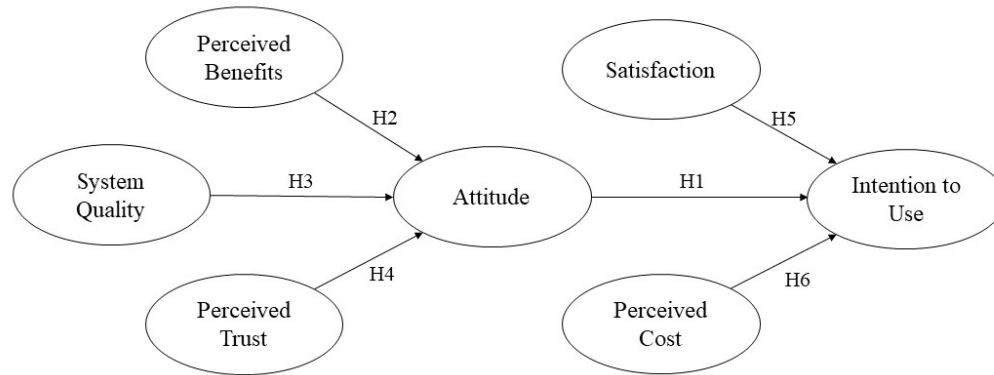 Perceived
Benefits
H2
System
Quality
H3
Perceived
Trust
H4
Attitude
H1
Satisfaction
H5
Perceived
Cost
H6
Intention to
Use